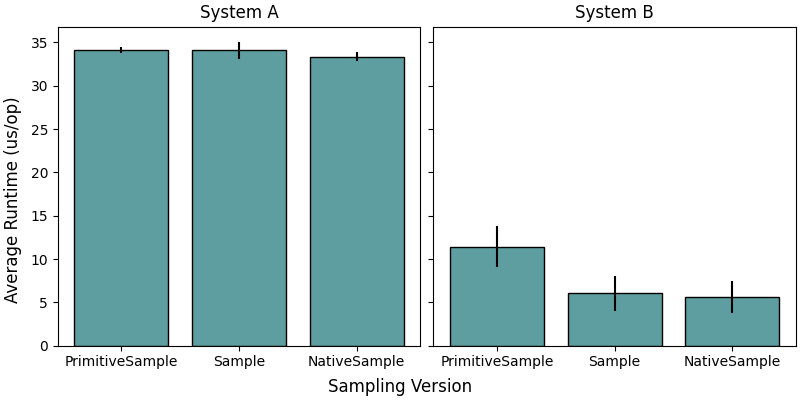 System A
System B
Average Runtime (us/op)
35
30
25
20
15
10
5
0
PrimitiveSample
Sample
NativeSample
PrimitiveSample
Sample
NativeSample
Sampling Version